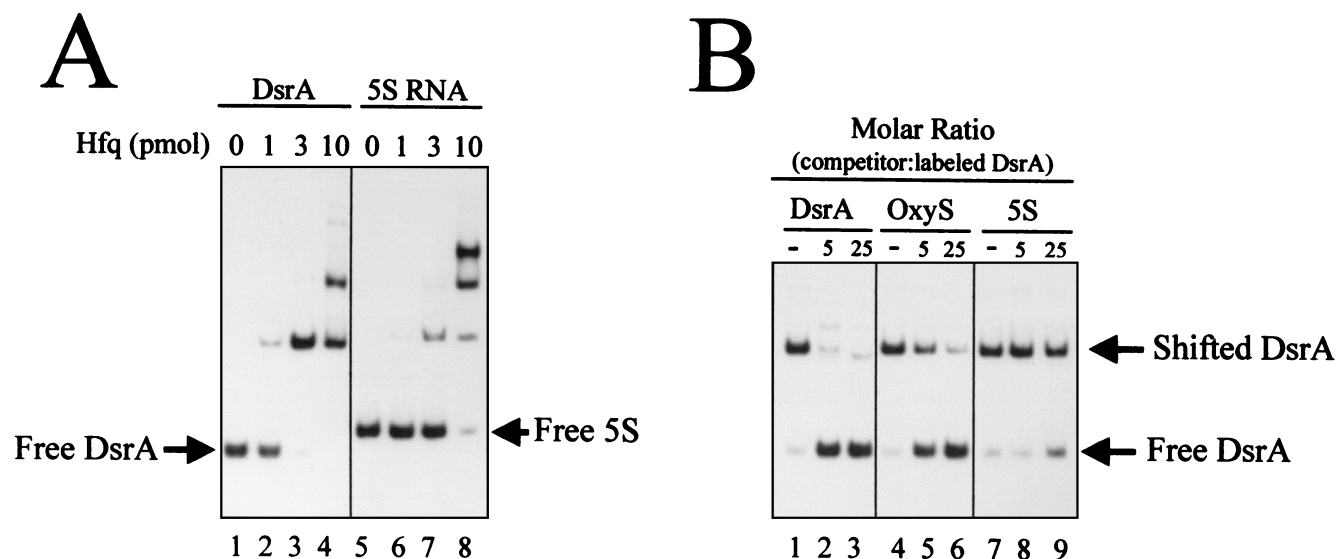 A
DsrA 5S RNA
Hfq (pmol) 0 1 3 10 0 1 3 10
Free DsrA
Free 5S
1 2 3 4 5 6 7 8
B
Molar Ratio
(competitor:labeled DsrA)
DsrA OxyS 5S
- 5 25 - 5 25 - 5 25
Shifted DsrA
Free DsrA
1 2 3 4 5 6 7 8 9